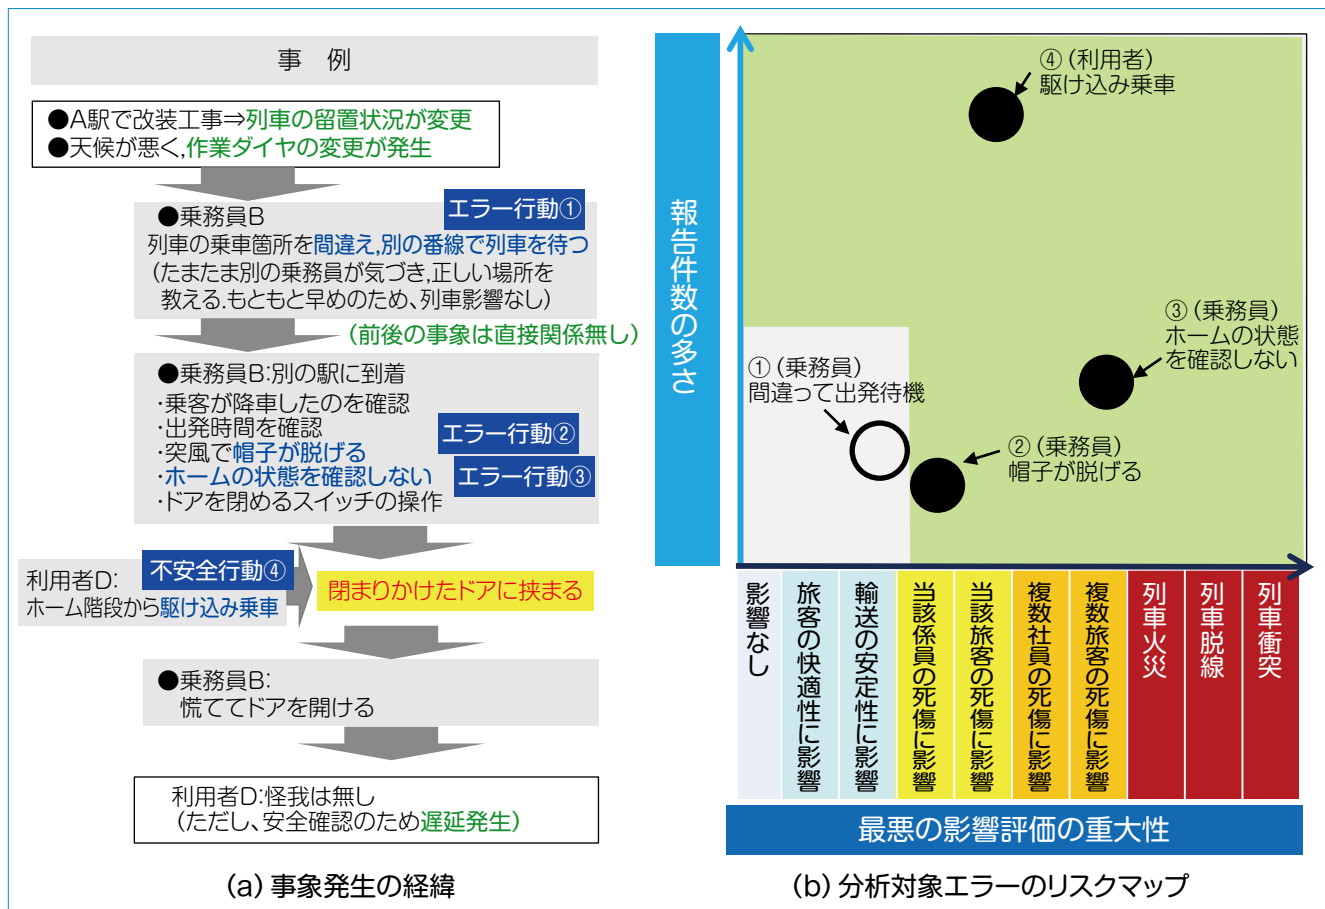 事 例
●A駅で改装工事⇒列車の留置状況が変更
●天候が悪く,作業ダイヤの変更が発生
●乗務員B
エラー行動①
列車の乗車箇所を間違え,別の番線で列車を待つ
(たまたま別の乗務員が気づき,正しい場所を
教える.もともと早めのため、列車影響なし)
(前後の事象は直接関係無し)
●乗務員B:別の駅に到着
・乗客が降車したのを確認
・出発時間を確認
・突風で帽子が脱げる
エラー行動②
・ホームの状態を確認しない
エラー行動③
・ドアを閉めるスイッチの操作
不安全行動④
利用者D:
ホーム階段から駆け込み乗車
閉まりかけたドアに挟まる
●乗務員B:
慌ててドアを開ける
利用者D:怪我は無し
(ただし、安全確認のため遅延発生)
(a) 事象発生の経緯
報告件数の多さ
④ (利用者)
駆け込み乗車
③ (乗務員)
ホームの状態
を確認しない
① (乗務員)
間違って出発待機
② (乗務員)
帽子が脱げる
影響なし
旅客の快適性に影響
輸送の安定性に影響
当該係員の死傷に影響
当該旅客の死傷に影響
複数社員の死傷に影響
複数旅客の死傷に影響
列車火災
列車脱線
列車衝突
最悪の影響評価の重大性
(b) 分析対象エラーのリスクマップ